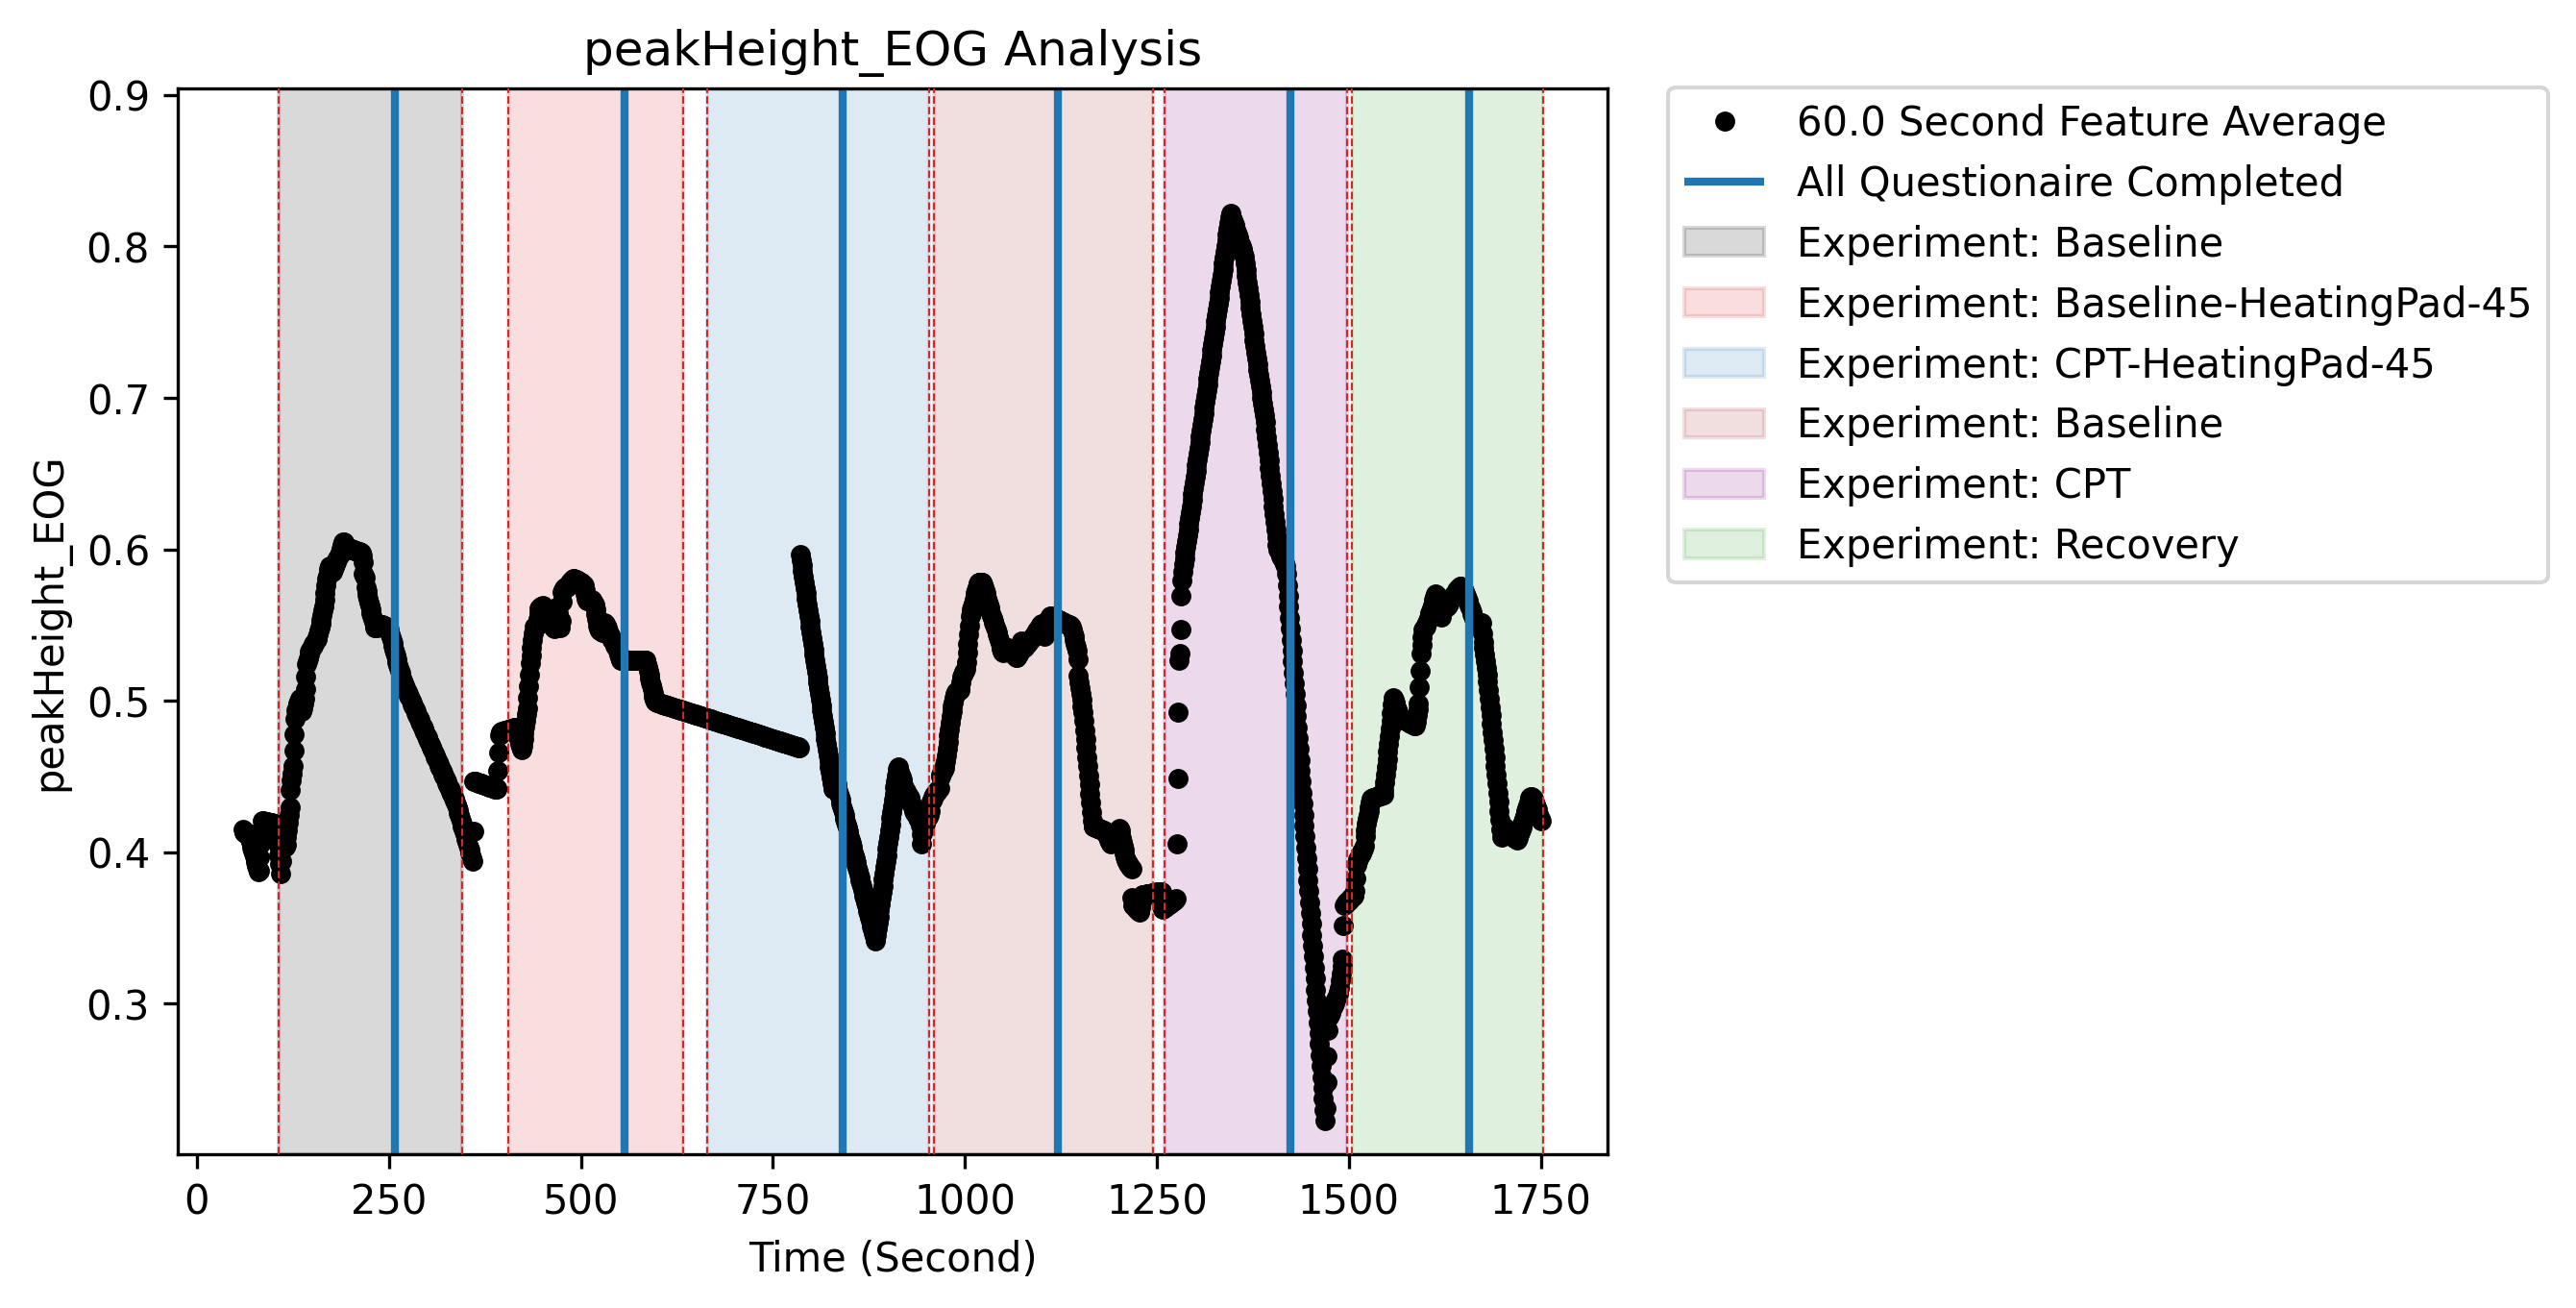 peakHeight_EOG Analysis
peakHeight_EOG
0.9
0.8
0.7
0.6
0.5
0.4
0.3
0
250
500
750
1000
1250
1500
1750
Time (Second)
60.0 Second Feature Average
All Questionaire Completed
Experiment: Baseline
Experiment: Baseline-HeatingPad-45
Experiment: CPT-HeatingPad-45
Experiment: Baseline
Experiment: CPT
Experiment: Recovery